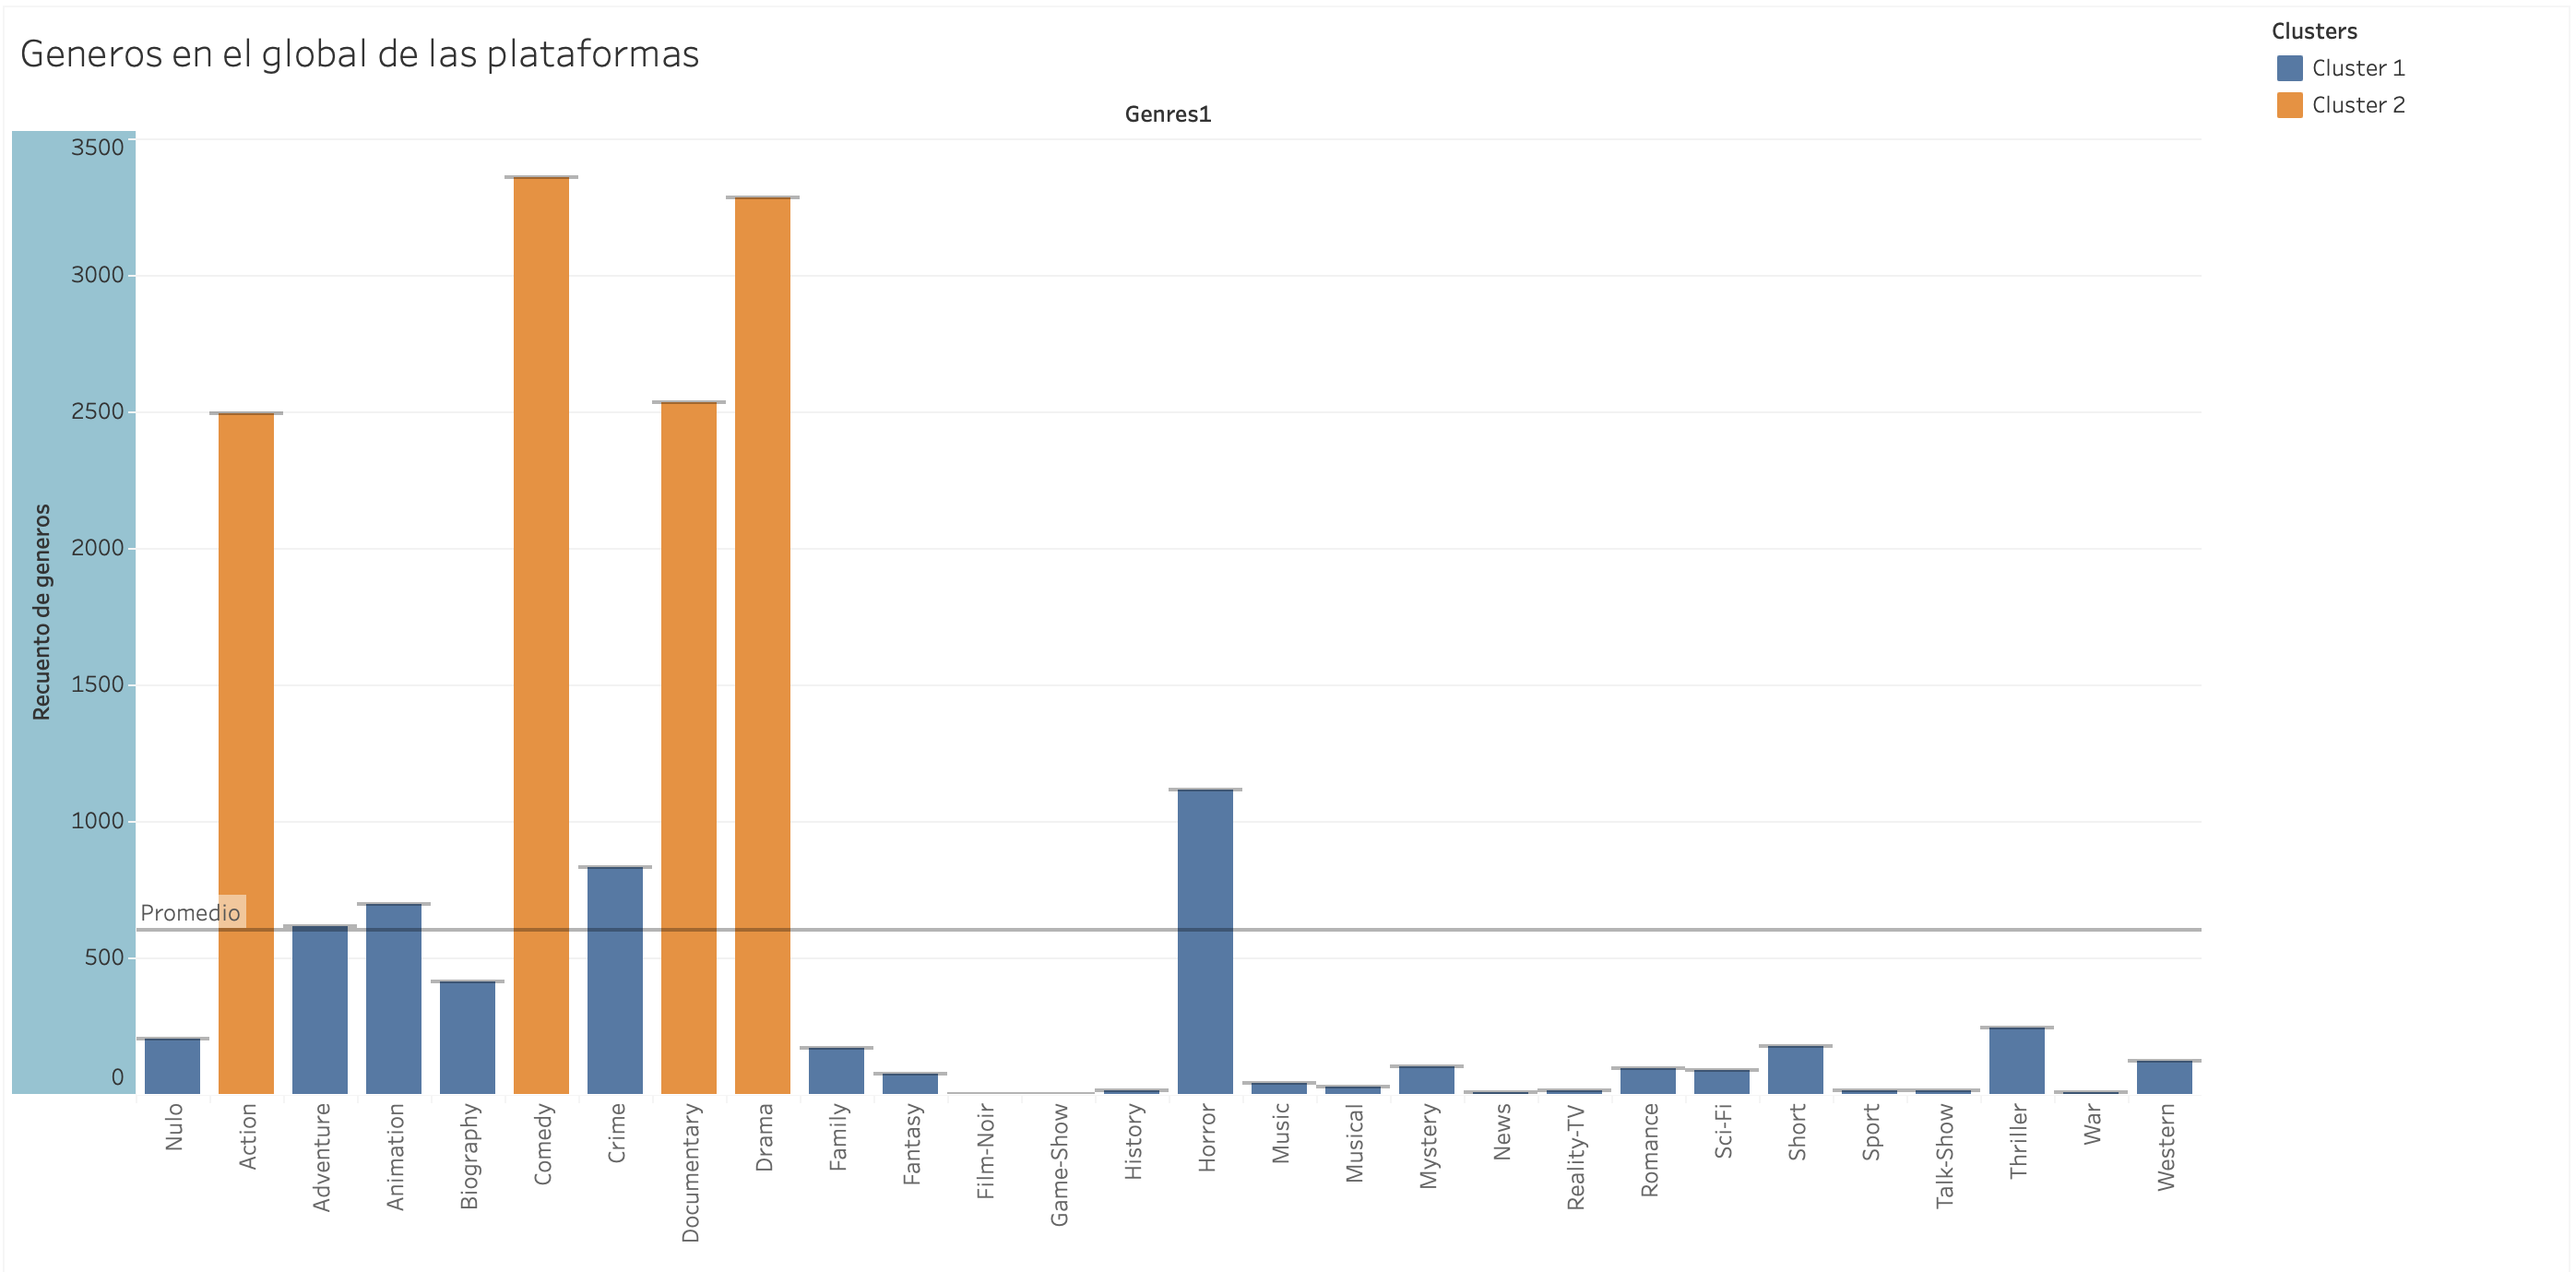 Generos en el global de las plataformas
Clusters
Cluster 1
Cluster 2
Genres1
Recuento de generos
3500
3000
2500
2000
1500
1000
500
0
Promedio
Nulo
Action
Adventure
Animation
Biography
Comedy
Crime
Documentary
Drama
Family
Fantasy
Film-Noir
Game-Show
History
Horror
Music
Musical
Mystery
News
Reality-TV
Romance
Sci-Fi
Short
Sport
Talk-Show
Thriller
War
Western